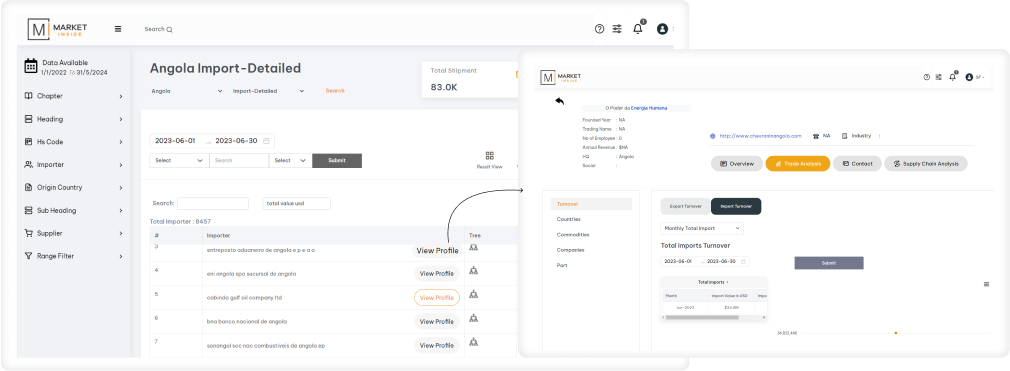 MARKET
INSIDE
Search
1
Data Available
1/1/2022 To 31/5/2024
Chapter
Heading
Hs Code
Importer
Origin Country
Sub Heading
Supplier
Range Filter
Angola Import-Detailed
Angola
Import-Detailed
Search
Total Shipment
83.0K
2023-06-01 → 2023-06-30
Select
Search
Select
Submit
Result View
Search:
total value usd
Total Importer : 8457
# Importer Tree
3 entreposto aduaneiro de angola e p e a o View Profile
4 eni angola spa sucursal de angola View Profile
5 cabinda gulf oil company ltd View Profile
6 bna banco nacional de angola View Profile
7 sonangol scc nac combustiveis de angola ep View Profile
MARKET
INSIDE
O Poder da Energia Humana
Founded Year : NA
Trading Name : NA
No of Employee : 0
Annual Revenue : $NA
HQ : Angola
Social
http://www.chevroninangola.com
NA
Industry :
Overview
Trade Analysis
Contact
Supply Chain Analysis
Turnover
Countries
Commodities
Companies
Port
Export Turnover
Import Turnover
Monthly Total Import
Total Imports Turnover
2023-06-01 → 2023-06-30
Submit
Total Imports
Month Import Value In USD Impo
Jun-2023 $34.8M